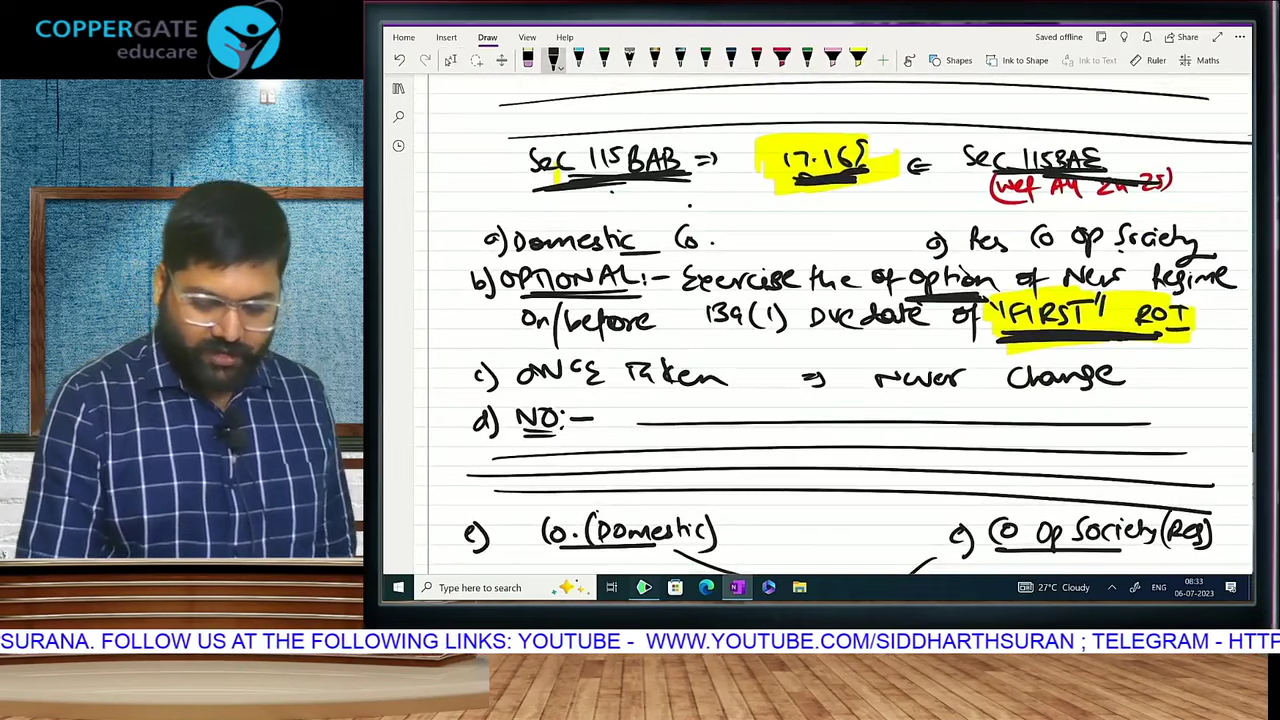 COPPERGATE
educare
Home Insert Draw View Help
Saved offline
Share
Shapes
Ink to Shape
Ink to Text
Ruler
Maths
Sec 115BAB ⇒ 17.16% ⇐ Sec 115BAE
(wef AY 24-25)
a) Domestic Co. a) Res Co Op Society
b) OPTIONAL:- Exercise the of option of New Regime
On/before 139(1) Due date of "FIRST" ROI
c) ONCE Taken ⇒ Never Change
d) NO:-
e) Co. (Domestic) e) Co Op Society (Res)
Type here to search
27°C Cloudy
ENG
08:33
06-07-2023
SURANA. FOLLOW US AT THE FOLLOWING LINKS: YOUTUBE - WWW.YOUTUBE.COM/SIDDHARTHSURAN ; TELEGRAM - HTTP